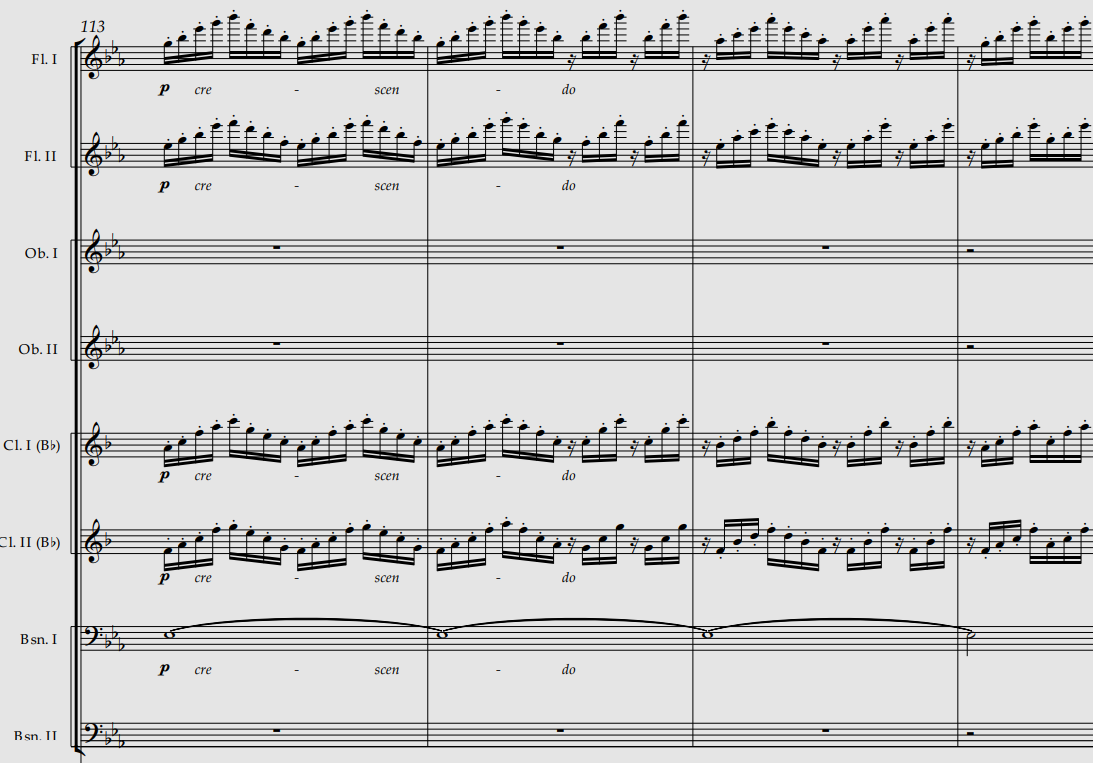 113
Fl. I
p cre - scen - do
Fl. II
p cre - scen - do
Ob. I
Ob. II
Cl. I (B♭)
p cre - scen - do
Cl. II (B♭)
p cre - scen - do
Bsn. I
p cre - scen - do
Bsn. II